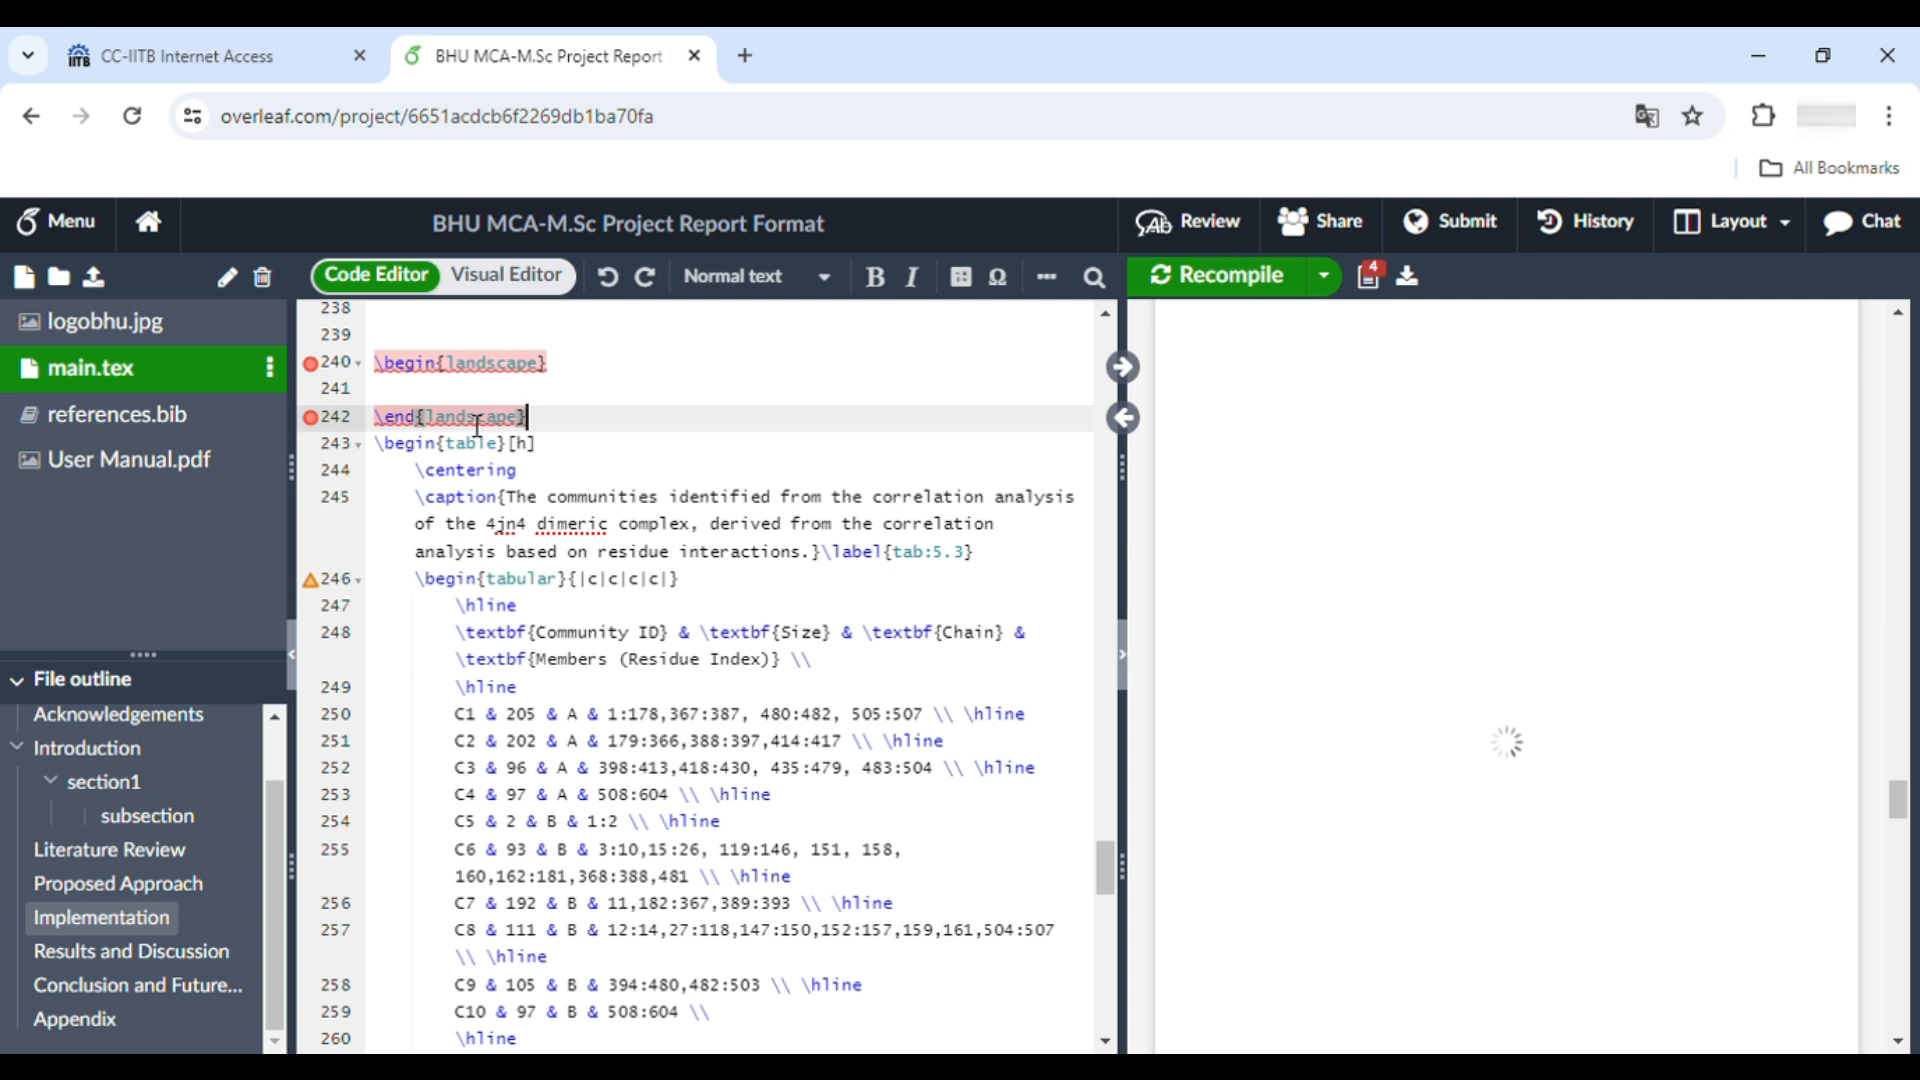 CC-IITB Internet Access
BHU MCA-M.Sc Project Report
overleaf.com/project/6651acdcb6f2269db1ba70fa
All Bookmarks
Menu
BHU MCA-M.Sc Project Report Format
Review
Share
Submit
History
Layout
Chat
Code Editor
Visual Editor
Normal text
B
I
Ω
Recompile
4
logobhu.jpg
main.tex
references.bib
User Manual.pdf
File outline
Acknowledgements
Introduction
section1
subsection
Literature Review
Proposed Approach
Implementation
Results and Discussion
Conclusion and Future...
Appendix
238
239
240 \begin{landscape}
241
242 \end{landscape}
243 \begin{table}[h]
244 \centering
245 \caption{The communities identified from the correlation analysis
of the 4jn4 dimeric complex, derived from the correlation
analysis based on residue interactions.}\label{tab:5.3}
246 \begin{tabular}{|c|c|c|c|}
247 \hline
248 \textbf{Community ID} & \textbf{Size} & \textbf{Chain} &
\textbf{Members (Residue Index)} \\
249 \hline
250 C1 & 205 & A & 1:178,367:387, 480:482, 505:507 \\ \hline
251 C2 & 202 & A & 179:366,388:397,414:417 \\ \hline
252 C3 & 96 & A & 398:413,418:430, 435:479, 483:504 \\ \hline
253 C4 & 97 & A & 508:604 \\ \hline
254 C5 & 2 & B & 1:2 \\ \hline
255 C6 & 93 & B & 3:10,15:26, 119:146, 151, 158,
160,162:181,368:388,481 \\ \hline
256 C7 & 192 & B & 11,182:367,389:393 \\ \hline
257 C8 & 111 & B & 12:14,27:118,147:150,152:157,159,161,504:507
\\ \hline
258 C9 & 105 & B & 394:480,482:503 \\ \hline
259 C10 & 97 & B & 508:604 \\
260 \hline